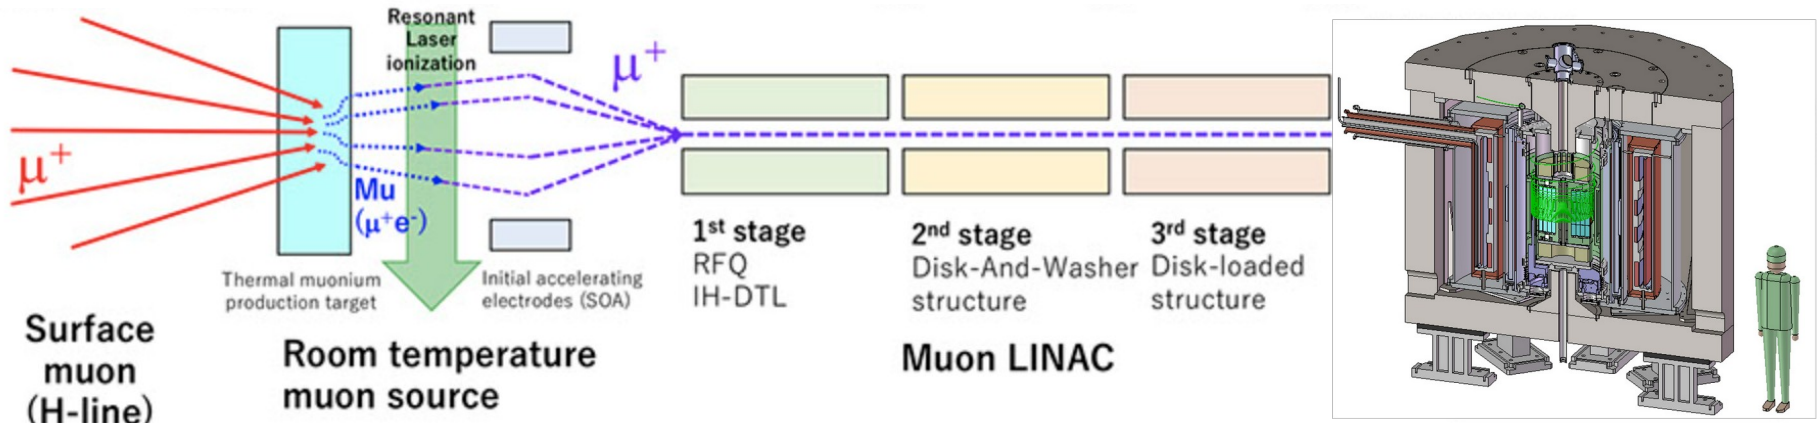 μ⁺
Surface
muon
(H-line)
Thermal muonium
production target
Mu
(μ⁺e⁻)
Resonant
Laser
ionization
Initial accelerating
electrodes (SOA)
Room temperature
muon source
μ⁺
1st stage
RFQ
IH-DTL
2nd stage
Disk-And-Washer
structure
3rd stage
Disk-loaded
structure
Muon LINAC